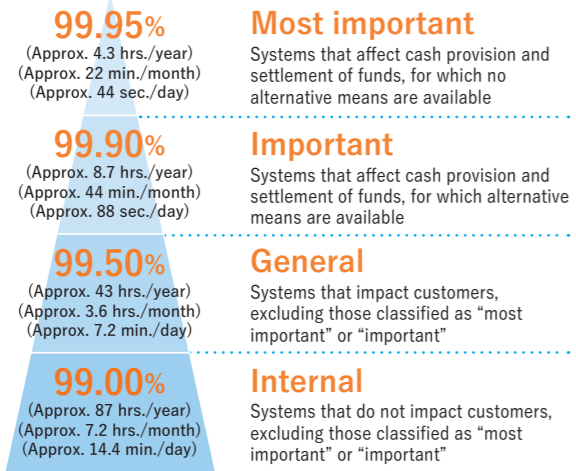 99.95%
(Approx. 4.3 hrs./year)
(Approx. 22 min./month)
(Approx. 44 sec./day)
Most important
Systems that affect cash provision and
settlement of funds, for which no
alternative means are available
99.90%
(Approx. 8.7 hrs./year)
(Approx. 44 min./month)
(Approx. 88 sec./day)
Important
Systems that affect cash provision and
settlement of funds, for which alternative
means are available
99.50%
(Approx. 43 hrs./year)
(Approx. 3.6 hrs./month)
(Approx. 7.2 min./day)
General
Systems that impact customers,
excluding those classified as “most
important” or “important”
99.00%
(Approx. 87 hrs./year)
(Approx. 7.2 hrs./month)
(Approx. 14.4 min./day)
Internal
Systems that do not impact customers,
excluding those classified as “most
important” or “important”